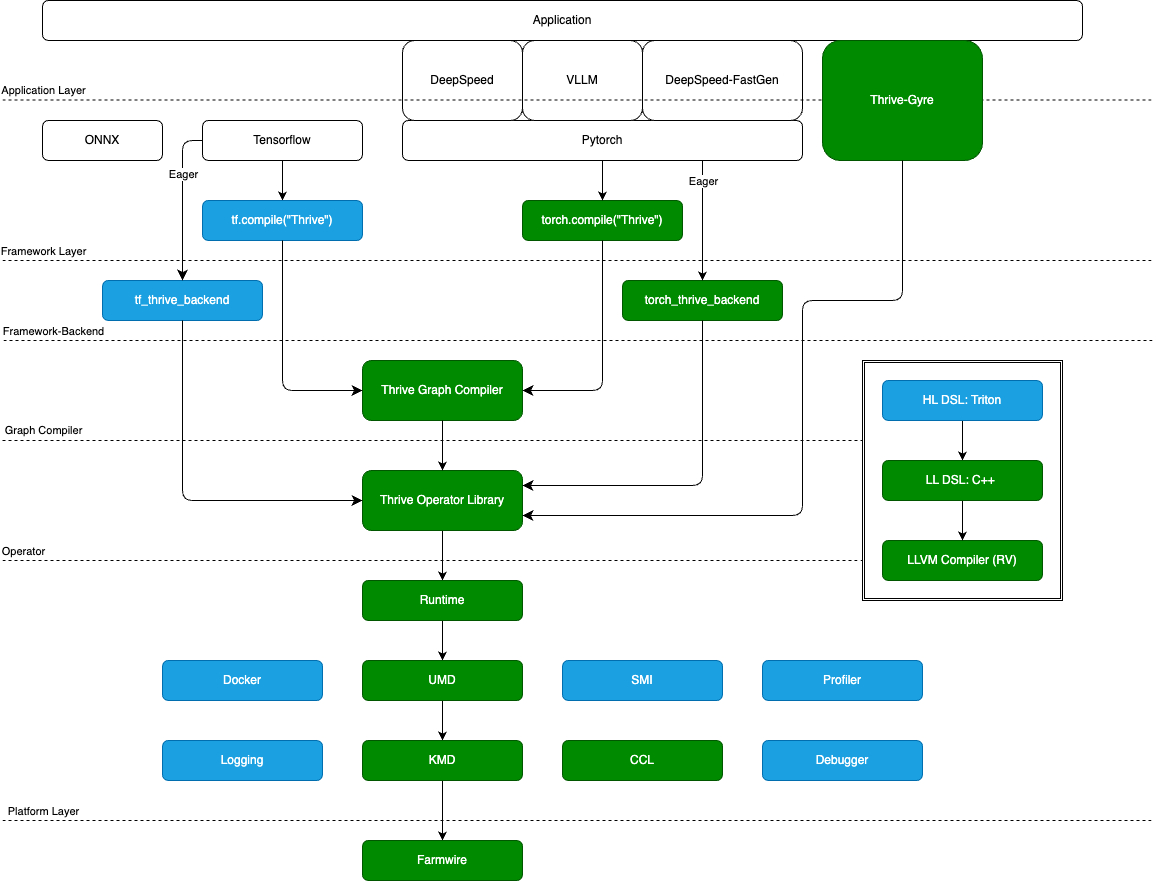 Application
DeepSpeed
VLLM
DeepSpeed-FastGen
Thrive-Gyre
Application Layer
ONNX
Tensorflow
Pytorch
Eager
Eager
tf.compile("Thrive")
torch.compile("Thrive")
Framework Layer
tf_thrive_backend
torch_thrive_backend
Framework-Backend
Thrive Graph Compiler
HL DSL: Triton
Graph Compiler
LL DSL: C++
Thrive Operator Library
Operator
LLVM Compiler (RV)
Runtime
Docker
UMD
SMI
Profiler
Logging
KMD
CCL
Debugger
Platform Layer
Farmwire